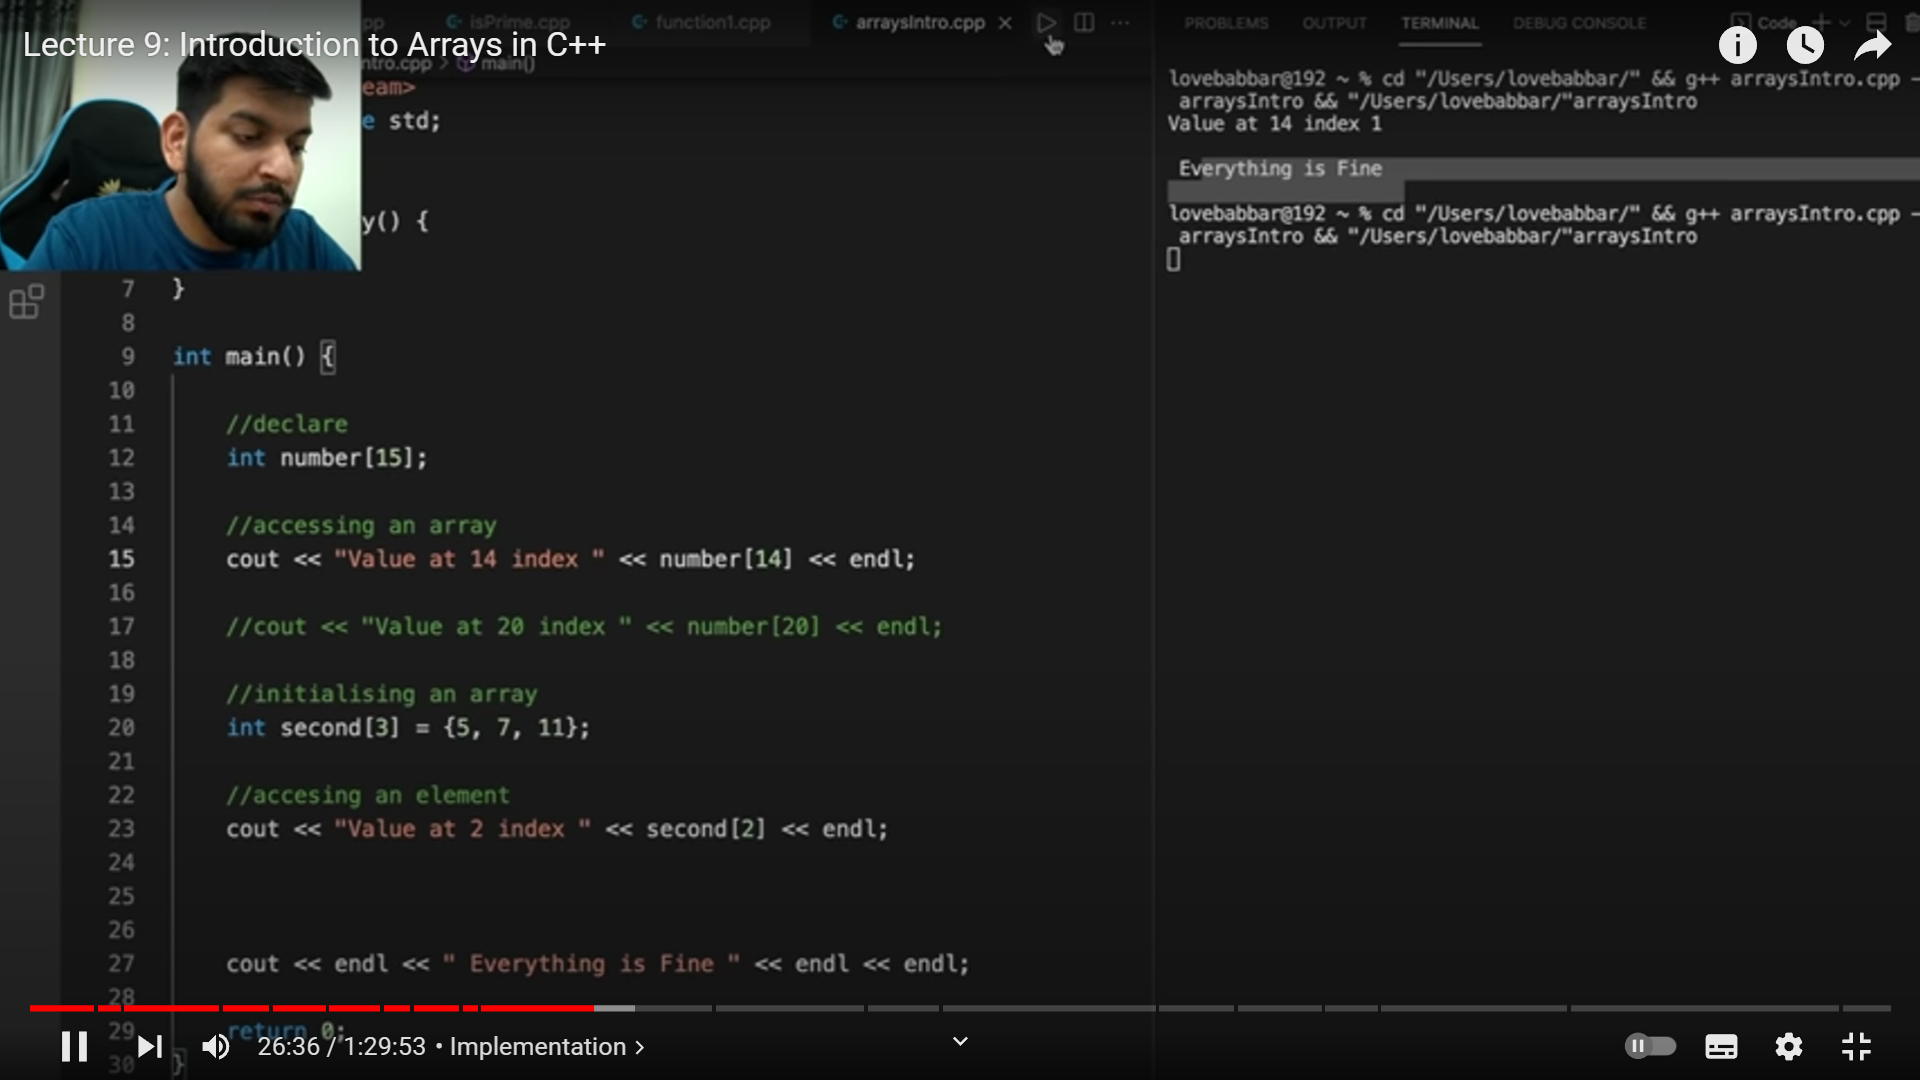 Lecture 9: Introduction to Arrays in C++
pp isPrime.cpp function1.cpp arraysIntro.cpp
ntro.cpp > main()
eam>
e std;
y() {
7 }
8
9 int main() {
10
11 //declare
12 int number[15];
13
14 //accessing an array
15 cout << "Value at 14 index " << number[14] << endl;
16
17 //cout << "Value at 20 index " << number[20] << endl;
18
19 //initialising an array
20 int second[3] = {5, 7, 11};
21
22 //accesing an element
23 cout << "Value at 2 index " << second[2] << endl;
24
25
26
27 cout << endl << " Everything is Fine " << endl << endl;
28
29 return 0;
30 }
PROBLEMS OUTPUT TERMINAL DEBUG CONSOLE Code
lovebabbar@192 ~ % cd "/Users/lovebabbar/" && g++ arraysIntro.cpp -
arraysIntro && "/Users/lovebabbar/"arraysIntro
Value at 14 index 1
Everything is Fine
lovebabbar@192 ~ % cd "/Users/lovebabbar/" && g++ arraysIntro.cpp -
arraysIntro && "/Users/lovebabbar/"arraysIntro
26:36 / 1:29:53 • Implementation >